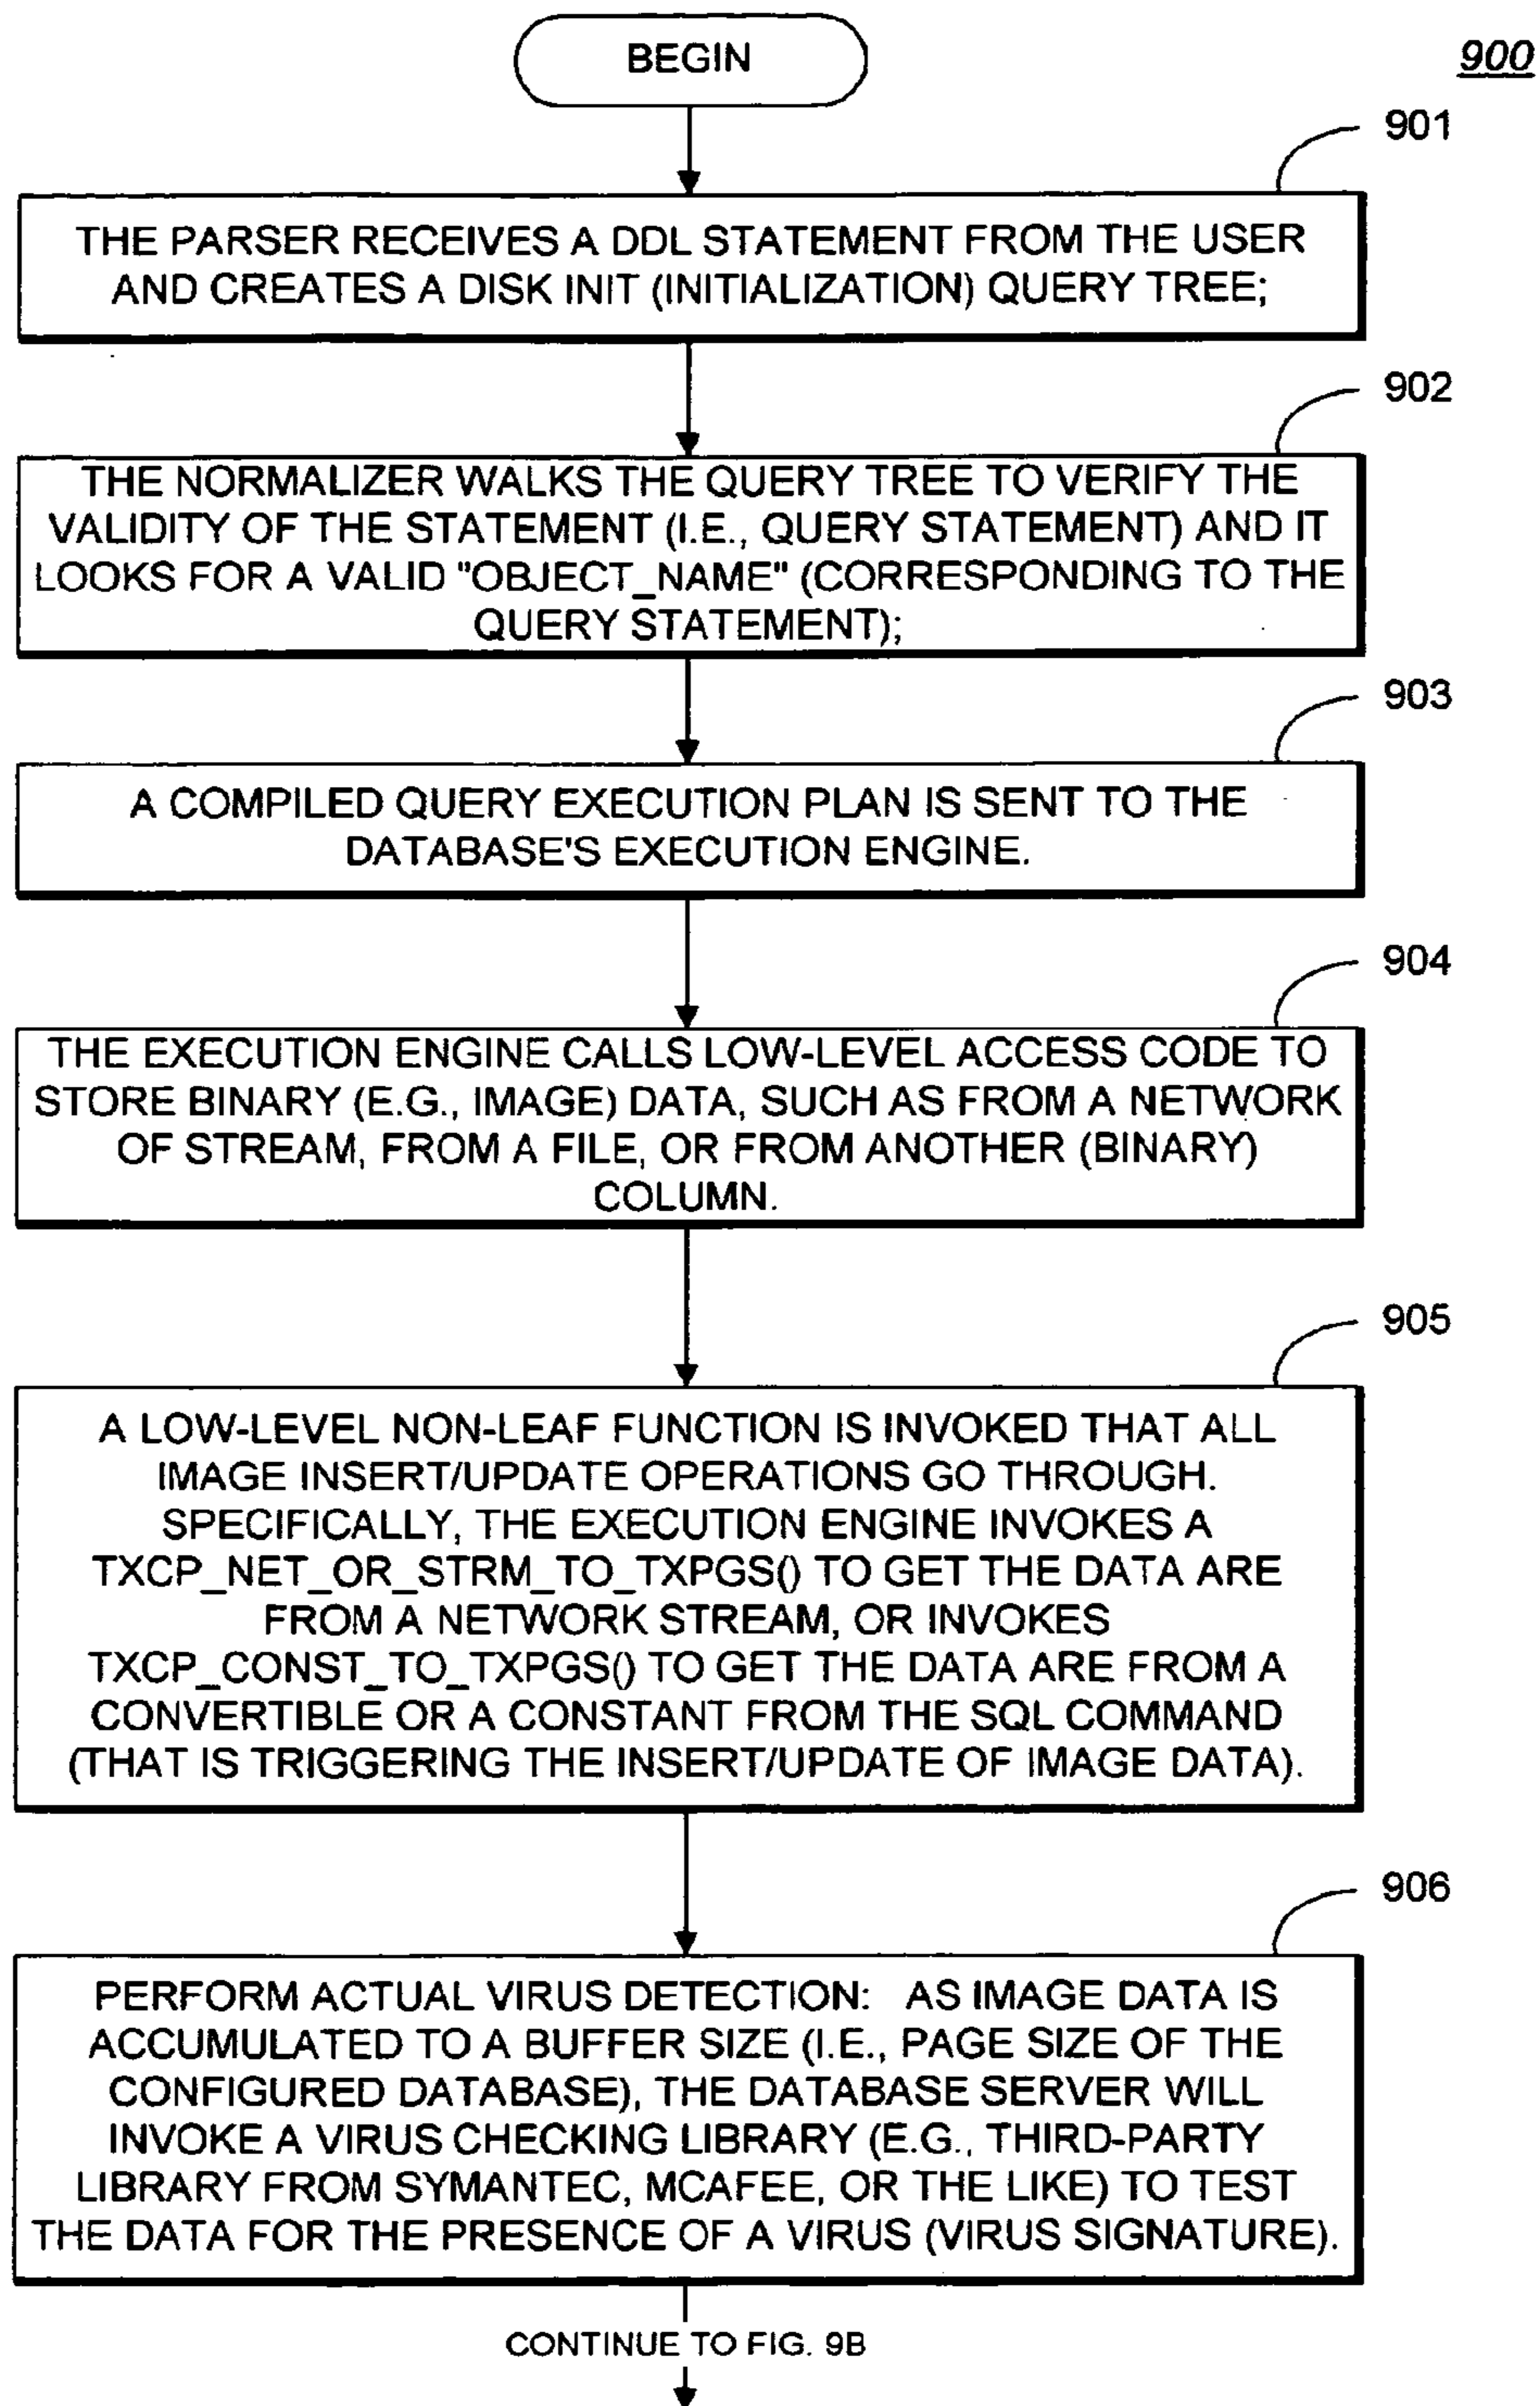 BEGIN
900
901
THE PARSER RECEIVES A DDL STATEMENT FROM THE USER
AND CREATES A DISK INIT (INITIALIZATION) QUERY TREE;
902
THE NORMALIZER WALKS THE QUERY TREE TO VERIFY THE
VALIDITY OF THE STATEMENT (I.E., QUERY STATEMENT) AND IT
LOOKS FOR A VALID "OBJECT_NAME" (CORRESPONDING TO THE
QUERY STATEMENT);
903
A COMPILED QUERY EXECUTION PLAN IS SENT TO THE
DATABASE'S EXECUTION ENGINE.
904
THE EXECUTION ENGINE CALLS LOW-LEVEL ACCESS CODE TO
STORE BINARY (E.G., IMAGE) DATA, SUCH AS FROM A NETWORK
OF STREAM, FROM A FILE, OR FROM ANOTHER (BINARY)
COLUMN.
905
A LOW-LEVEL NON-LEAF FUNCTION IS INVOKED THAT ALL
IMAGE INSERT/UPDATE OPERATIONS GO THROUGH.
SPECIFICALLY, THE EXECUTION ENGINE INVOKES A
TXCP_NET_OR_STRM_TO_TXPGS() TO GET THE DATA ARE
FROM A NETWORK STREAM, OR INVOKES
TXCP_CONST_TO_TXPGS() TO GET THE DATA ARE FROM A
CONVERTIBLE OR A CONSTANT FROM THE SQL COMMAND
(THAT IS TRIGGERING THE INSERT/UPDATE OF IMAGE DATA).
906
PERFORM ACTUAL VIRUS DETECTION: AS IMAGE DATA IS
ACCUMULATED TO A BUFFER SIZE (I.E., PAGE SIZE OF THE
CONFIGURED DATABASE), THE DATABASE SERVER WILL
INVOKE A VIRUS CHECKING LIBRARY (E.G., THIRD-PARTY
LIBRARY FROM SYMANTEC, MCAFEE, OR THE LIKE) TO TEST
THE DATA FOR THE PRESENCE OF A VIRUS (VIRUS SIGNATURE).
CONTINUE TO FIG. 9B